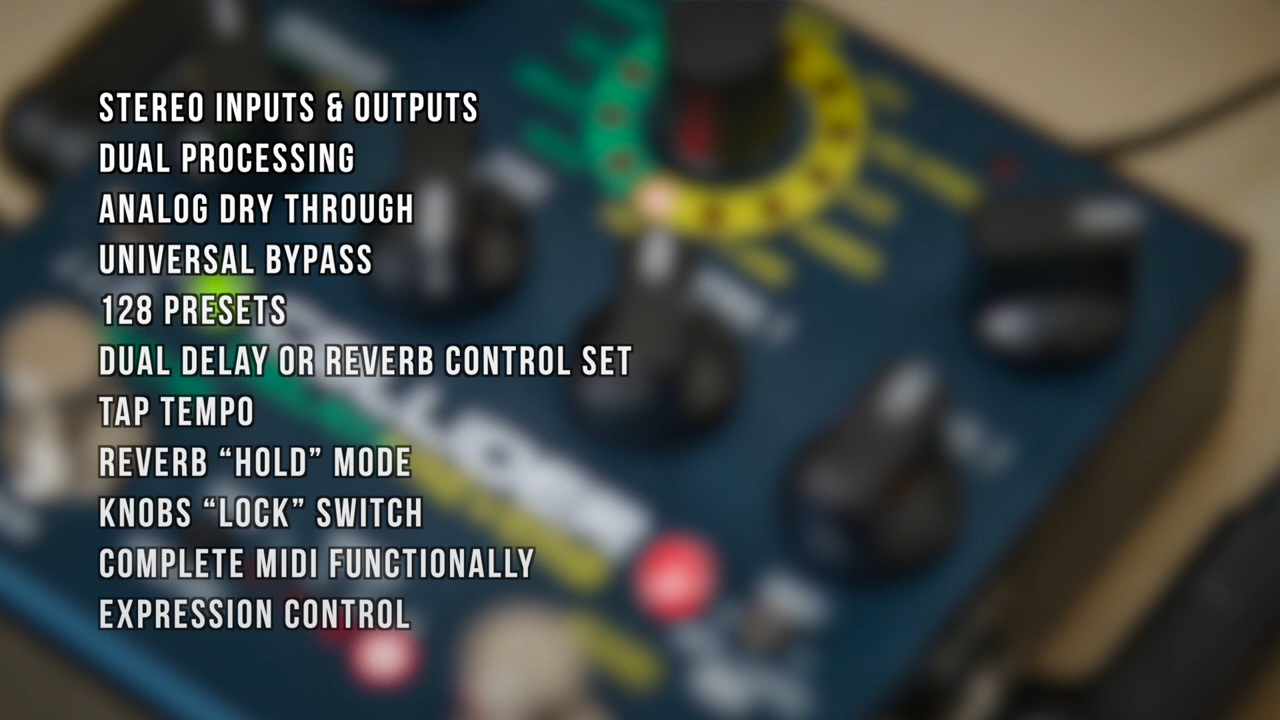 STEREO INPUTS & OUTPUTS
DUAL PROCESSING
ANALOG DRY THROUGH
UNIVERSAL BYPASS
128 PRESETS
DUAL DELAY OR REVERB CONTROL SET
TAP TEMPO
REVERB “HOLD” MODE
KNOBS “LOCK” SWITCH
COMPLETE MIDI FUNCTIONALLY
EXPRESSION CONTROL